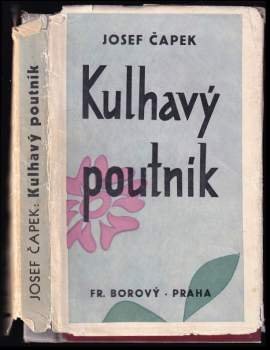 JOSEF ČAPEK: Kulhavý poutník
JOSEF ČAPEK
Kulhavý
poutník
FR. BOROVÝ · PRAHA